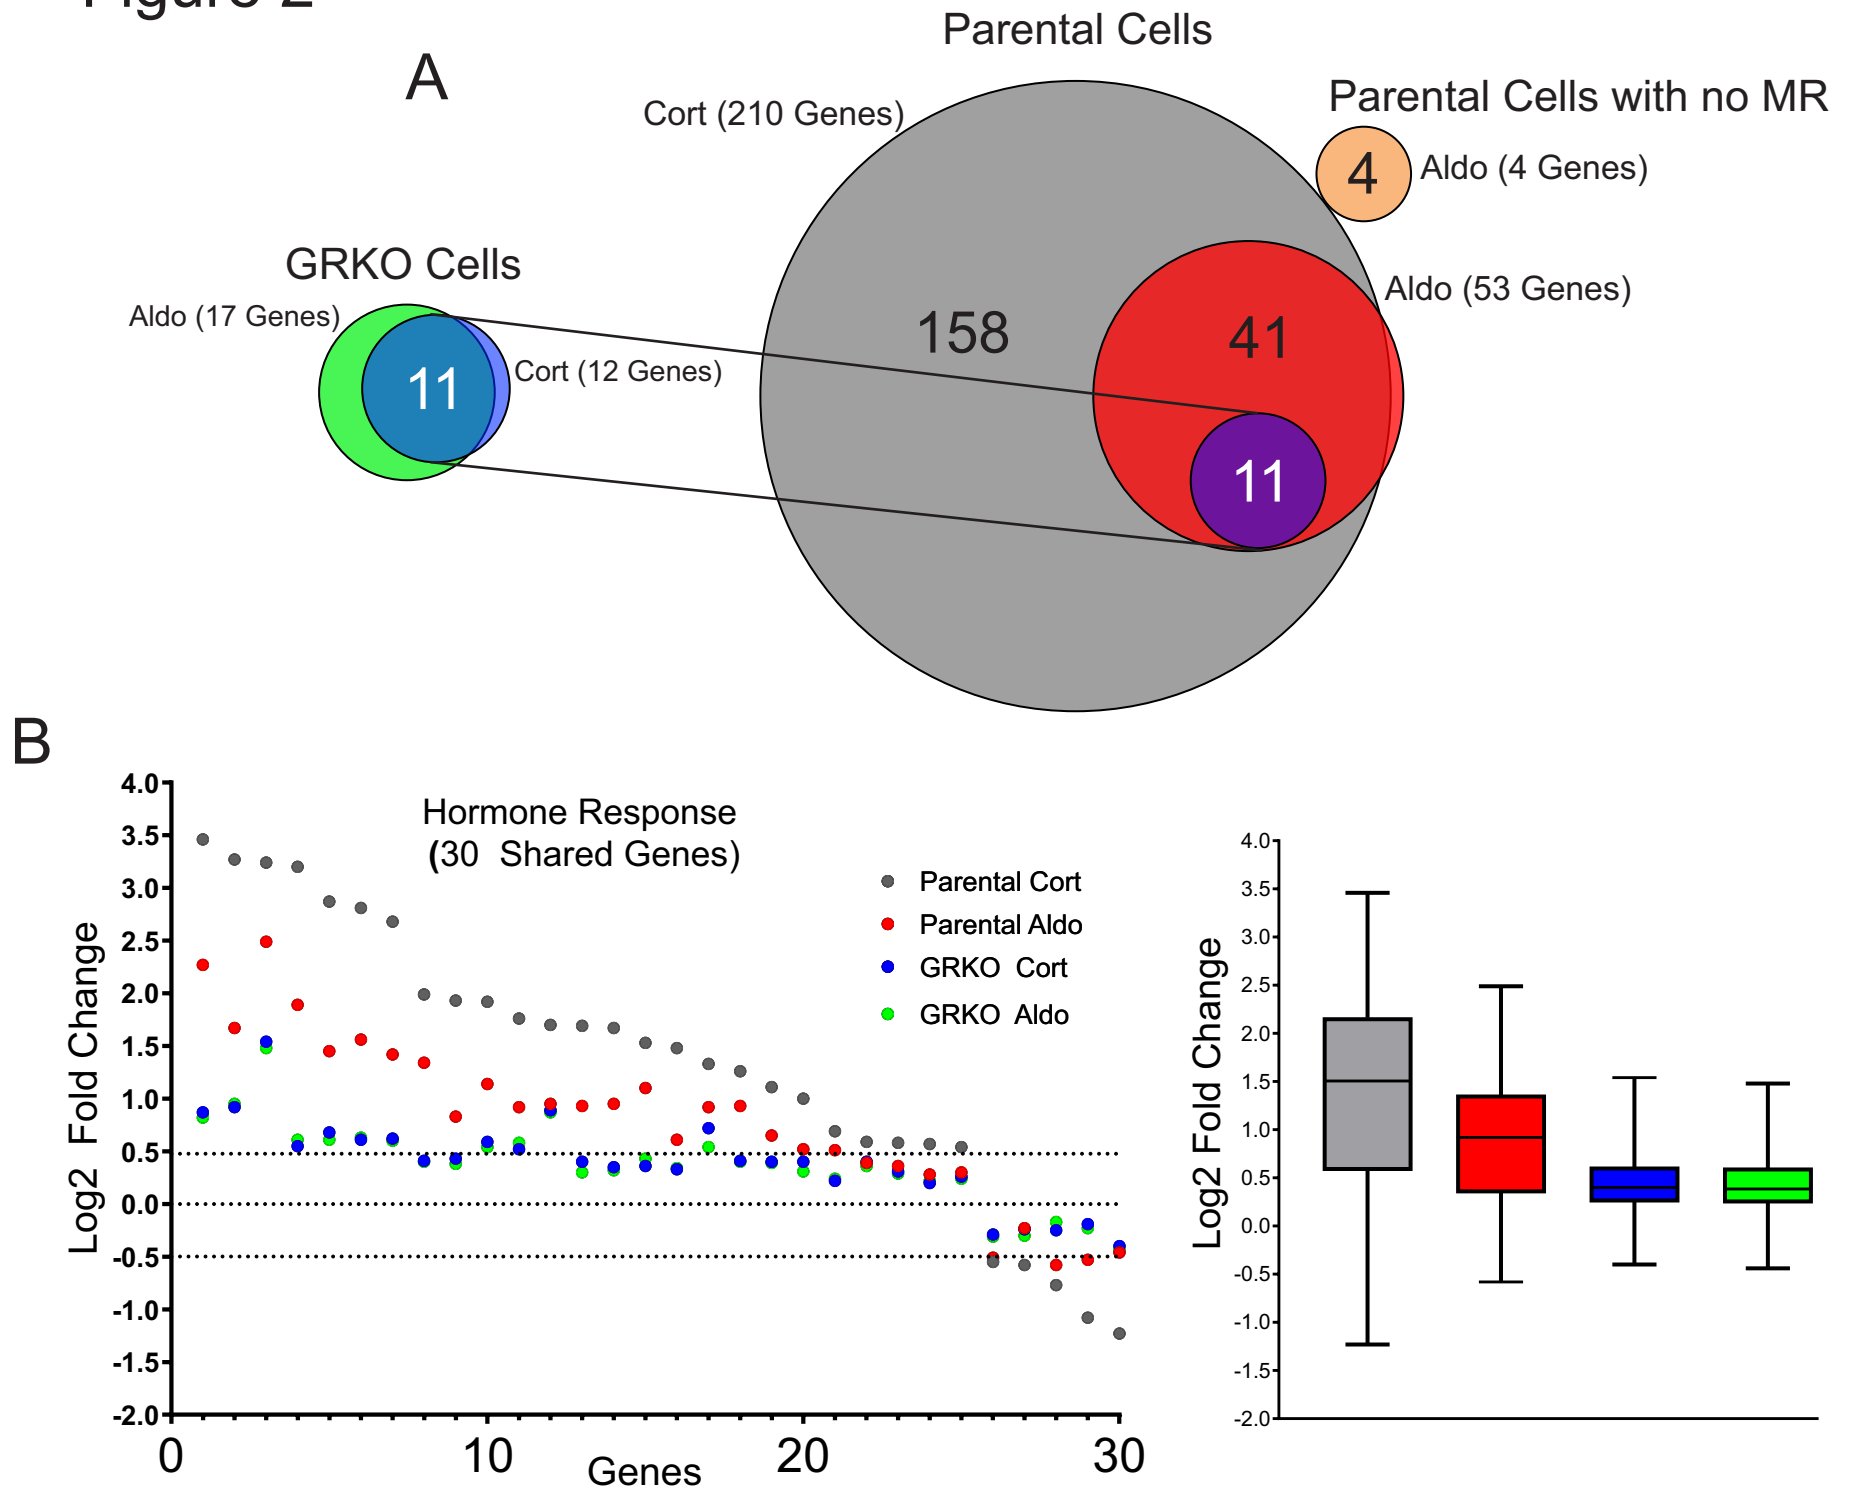 Figure 2
A
Parental Cells
Cort (210 Genes)
Parental Cells with no MR
4
Aldo (4 Genes)
GRKO Cells
Aldo (17 Genes)
Aldo (53 Genes)
158
41
11
Cort (12 Genes)
11
B
Hormone Response
(30 Shared Genes)
Parental Cort
Parental Aldo
GRKO Cort
GRKO Aldo
Log2 Fold Change
4.0
3.5
3.0
2.5
2.0
1.5
1.0
0.5
0.0
-0.5
-1.0
-1.5
-2.0
0
10
20
30
Genes
Log2 Fold Change
4.0
3.5
3.0
2.5
2.0
1.5
1.0
0.5
0.0
-0.5
-1.0
-1.5
-2.0